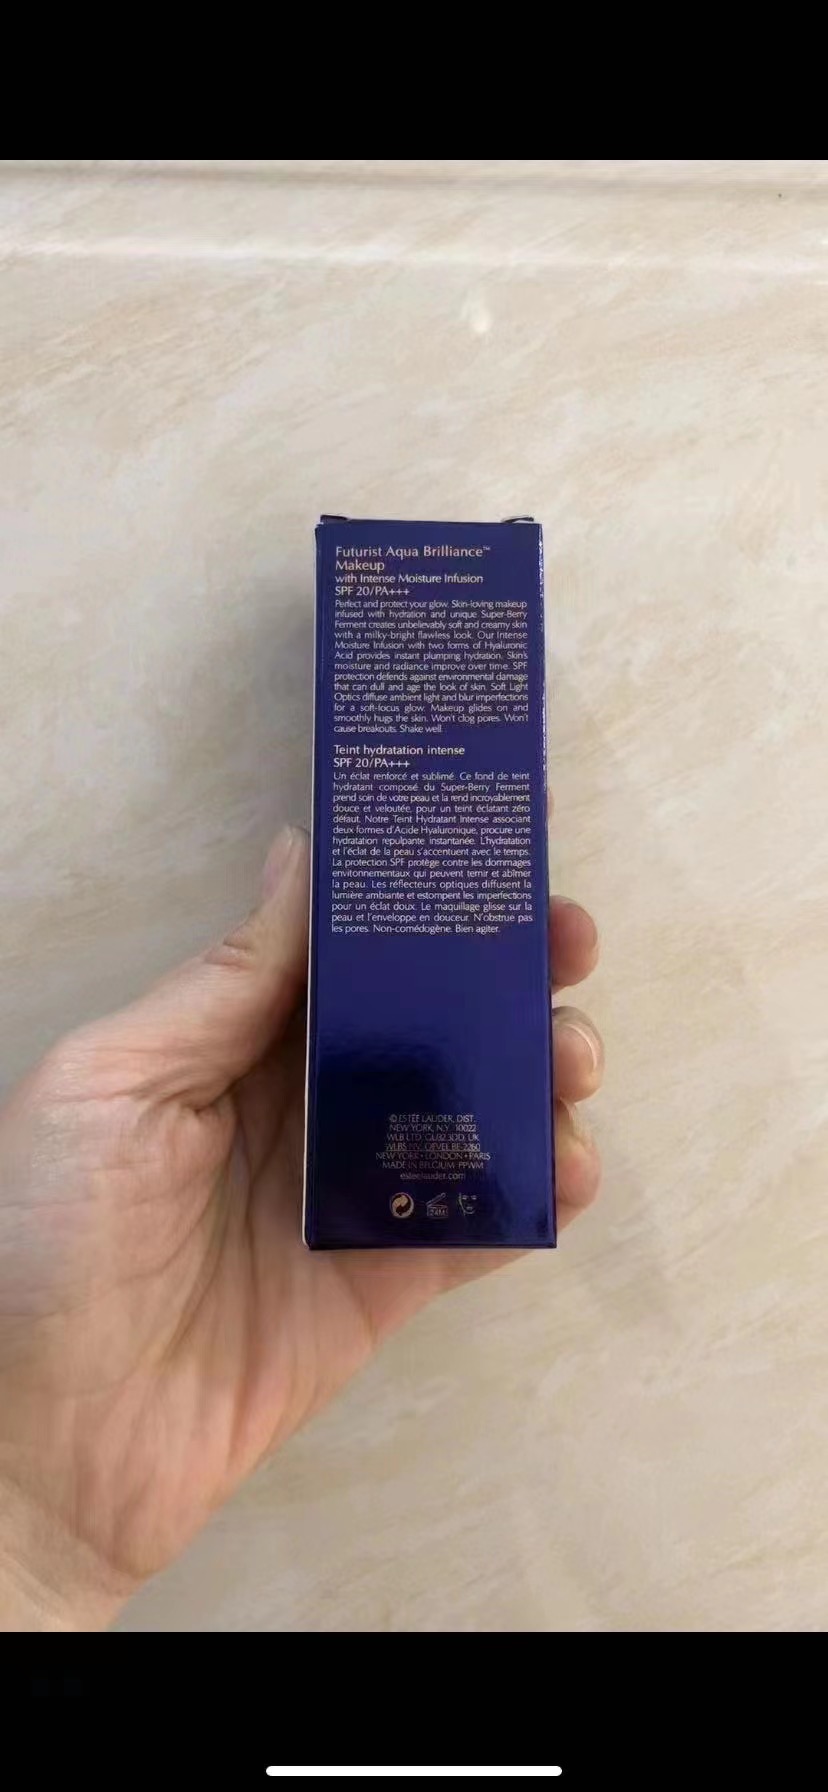 Futurist Aqua Brilliance™
Makeup
with Intense Moisture Infusion
SPF 20/PA+++
Perfect and protect your glow. Skin-loving makeup
infused with hydration and unique Super-Berry
Ferment creates unbelievably soft and creamy skin
with a milky-bright flawless look. Our Intense
Moisture Infusion with two forms of Hyaluronic
Acid provides instant plumping hydration. Skin's
moisture and radiance improve over time. SPF
protection defends against environmental damage
that can dull and age the look of skin. Soft Light
Optics diffuse ambient light and blur imperfections
for a soft-focus glow. Makeup glides on and
smoothly hugs the skin. Won't clog pores. Won't
cause breakouts. Shake well.
Teint hydratation intense
SPF 20/PA+++
Un éclat renforcé et sublimé. Ce fond de teint
hydratant composé du Super-Berry Ferment
prend soin de votre peau et la rend incroyablement
douce et veloutée, pour un teint éclatant zéro
défaut. Notre Teint Hydratant Intense associant
deux formes d'Acide Hyaluronique, procure une
hydratation repulpante instantanée. L'hydratation
et l'éclat de la peau s'accentuent avec le temps.
La protection SPF protège contre les dommages
environnementaux qui peuvent ternir et abîmer
la peau. Les réflecteurs optiques diffusent la
lumière ambiante et estompent les imperfections
pour un éclat doux. Le maquillage glisse sur la
peau et l'enveloppe en douceur. N'obstrue pas
les pores. Non-comédogène. Bien agiter.
© ESTĒE LAUDER, DIST.
NEW YORK, N.Y. 10022
WLB LTD, GU32 3DD, UK
WLBS NV, OEVEL BE-2260
NEW YORK • LONDON • PARIS
MADE IN BELGIUM PPWM
esteelauder.com
24M